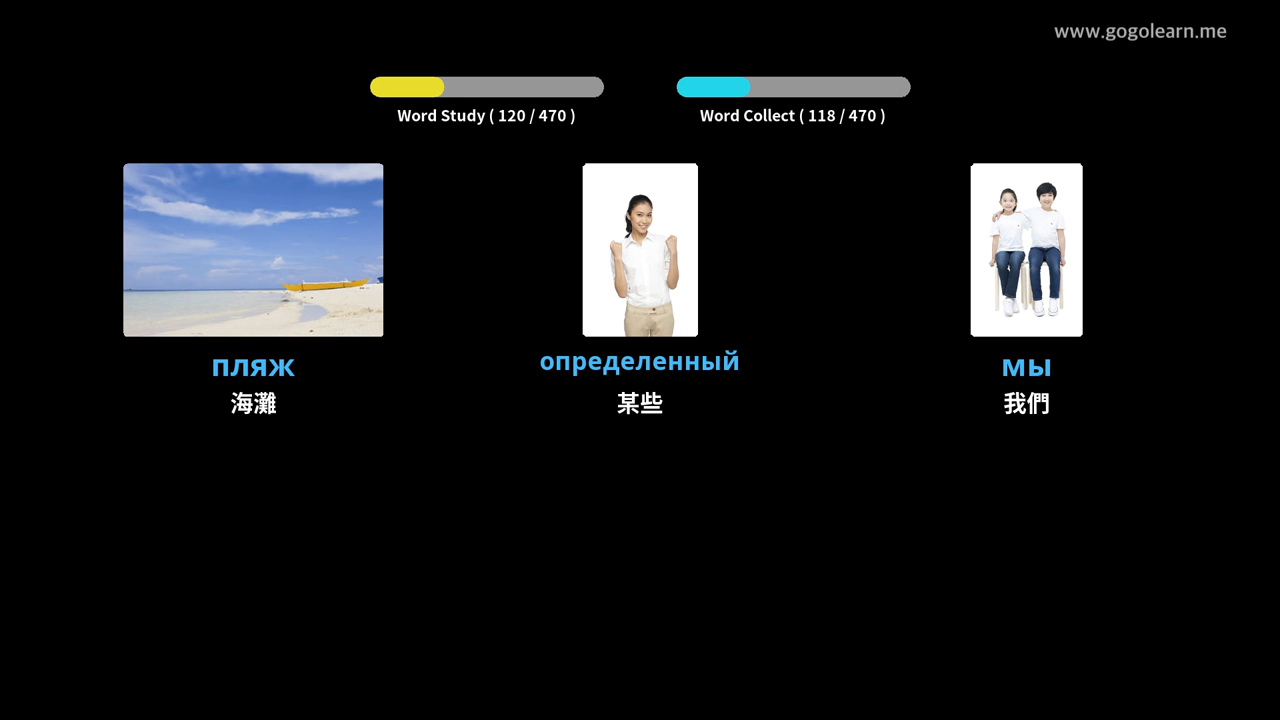 www.gogolearn.me
Word Study ( 120 / 470 )
Word Collect ( 118 / 470 )
пляж
определенный
мы
海灘
某些
我們